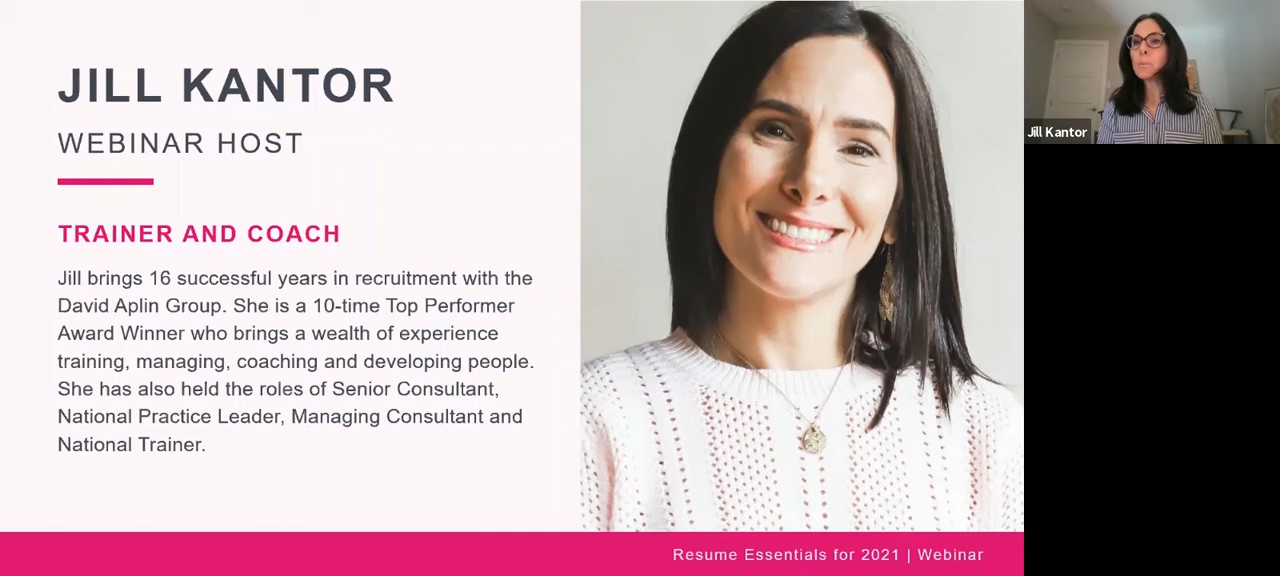 JILL KANTOR
WEBINAR HOST
TRAINER AND COACH
Jill brings 16 successful years in recruitment with the
David Aplin Group. She is a 10-time Top Performer
Award Winner who brings a wealth of experience
training, managing, coaching and developing people.
She has also held the roles of Senior Consultant,
National Practice Leader, Managing Consultant and
National Trainer.
Resume Essentials for 2021 | Webinar
Jill Kantor